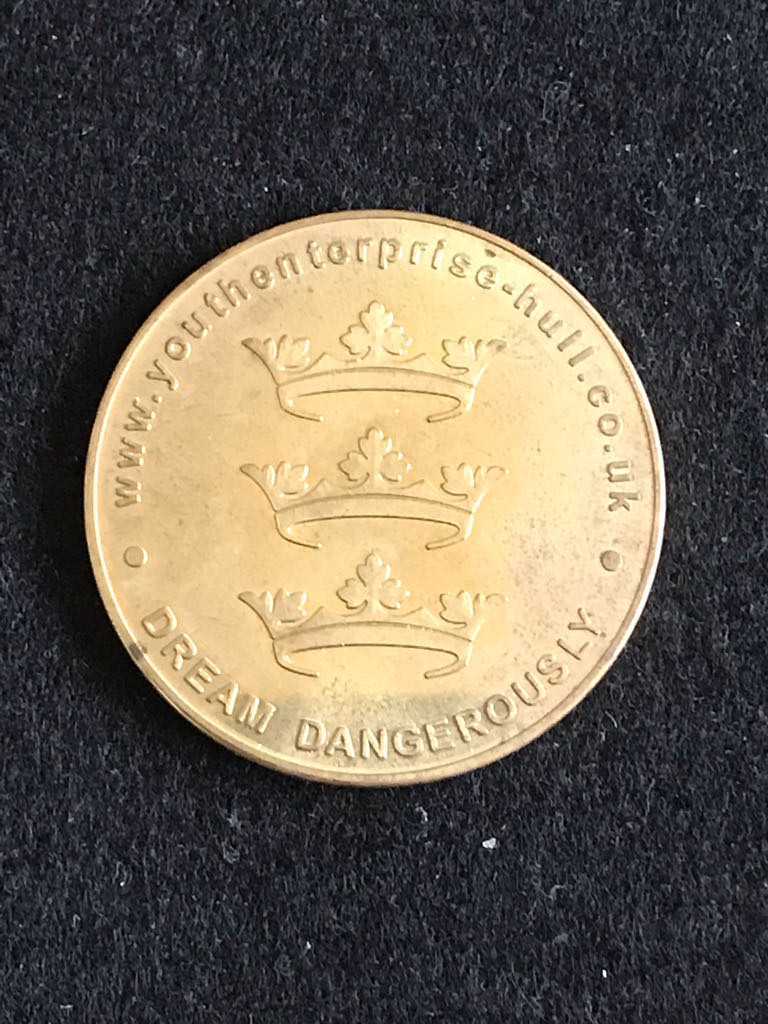 www.youthenterprise-hull.co.uk
DREAM DANGEROUSLY